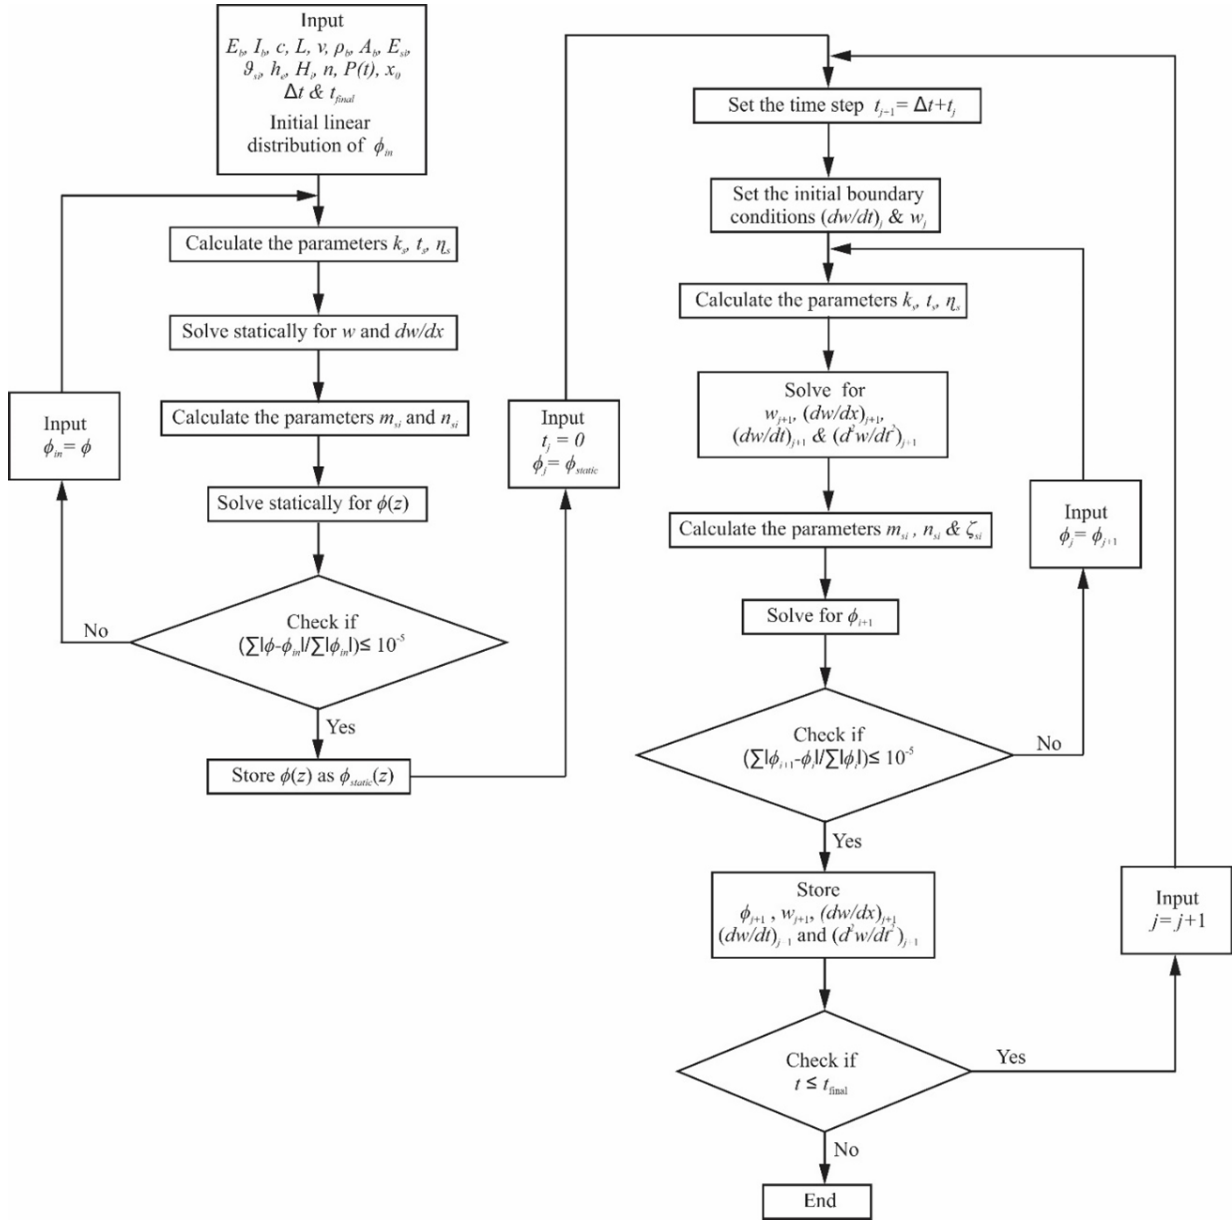 Input
E_b, I_b, c, L, v, ρ_b, A_b, E_si,
ϑ_si, h_e, H_i, n, P(t), x_0
Δt & t_final
Initial linear
distribution of ϕ_in
Calculate the parameters k_s, t_s, η_s
Solve statically for w and dw/dx
Calculate the parameters m_si and n_si
Input
ϕ_in = ϕ
Solve statically for ϕ(z)
Check if
(∑|ϕ-ϕ_in|/∑|ϕ_in|)≤ 10^-5
No
Yes
Store ϕ(z) as ϕ_static(z)
Input
t_j = 0
ϕ_j = ϕ_static
Set the time step t_j+1 = Δt+t_j
Set the initial boundary
conditions (dw/dt)_j & w_j
Calculate the parameters k_s, t_s, η_s
Solve for
w_j+1, (dw/dx)_j+1,
(dw/dt)_j+1 & (d²w/dt²)_j+1
Calculate the parameters m_si, n_si & ζ_si
Input
ϕ_j = ϕ_j+1
Solve for ϕ_i+1
Check if
(∑|ϕ_i+1-ϕ_i|/∑|ϕ_i|)≤ 10^-5
No
Yes
Store
ϕ_j+1, w_j+1, (dw/dx)_j+1
(dw/dt)_j+1 and (d²w/dt²)_j+1
Input
j = j+1
Check if
t ≤ t_final
Yes
No
End